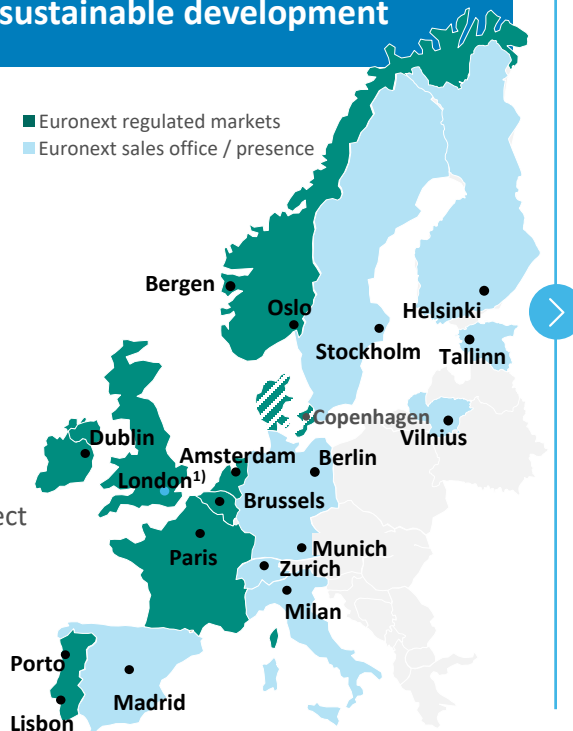 sustainable development
Euronext regulated markets
Euronext sales office / presence
Bergen
Oslo
Helsinki
Stockholm
Tallinn
Copenhagen
Vilnius
Dublin
Amsterdam
Berlin
London¹⁾
Brussels
ect
Paris
Munich
Zurich
Milan
Porto
Madrid
Lisbon